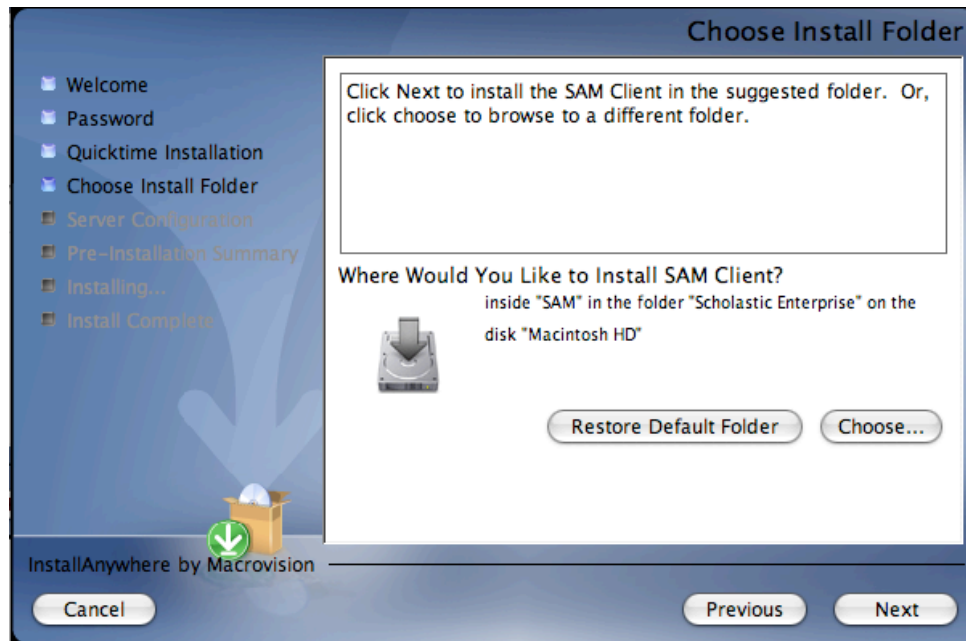 Choose Install Folder
Welcome
Password
Quicktime Installation
Choose Install Folder
Server Configuration
Pre-Installation Summary
Installing...
Install Complete
Click Next to install the SAM Client in the suggested folder.  Or,
click choose to browse to a different folder.
Where Would You Like to Install SAM Client?
inside "SAM" in the folder "Scholastic Enterprise" on the
disk "Macintosh HD"
Restore Default Folder
Choose...
InstallAnywhere by Macrovision
Cancel
Previous
Next